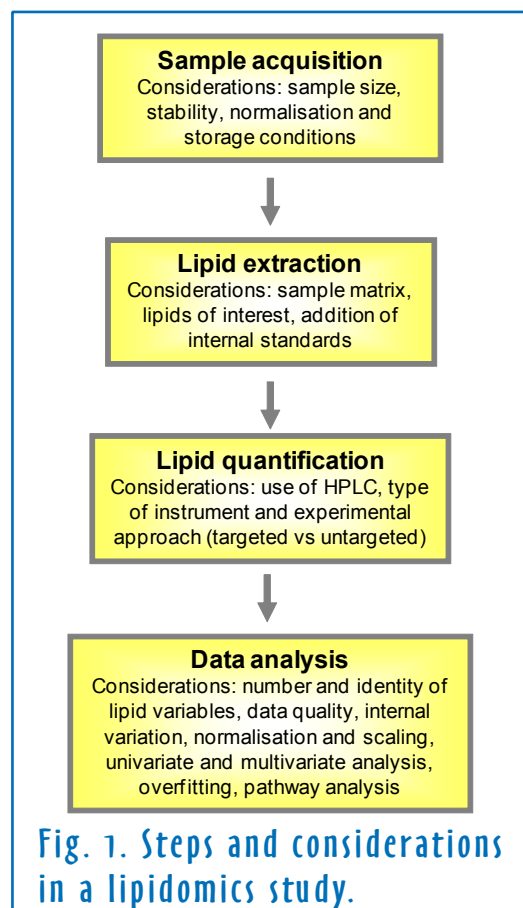 Sample acquisition
Considerations: sample size,
stability, normalisation and
storage conditions
Lipid extraction
Considerations: sample matrix,
lipids of interest, addition of
internal standards
Lipid quantification
Considerations: use of HPLC, type
of instrument and experimental
approach (targeted vs untargeted)
Data analysis
Considerations: number and identity of
lipid variables, data quality, internal
variation, normalisation and scaling,
univariate and multivariate analysis,
overfitting, pathway analysis
Fig. 1. Steps and considerations
in a lipidomics study.